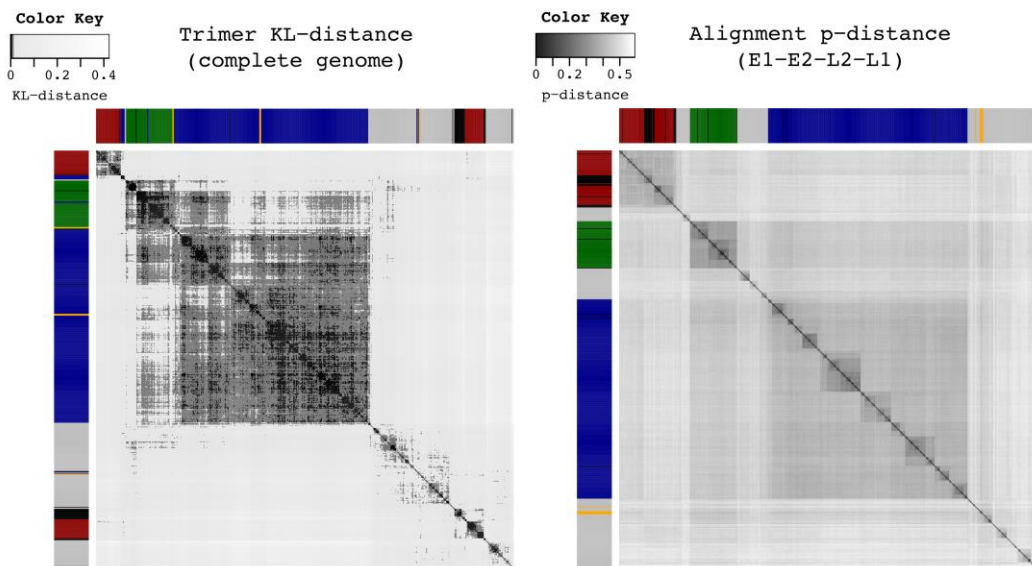 Color Key
0 0.2 0.4
KL-distance
Trimer KL-distance
(complete genome)
Color Key
0 0.2 0.5
p-distance
Alignment p-distance
(E1-E2-L2-L1)